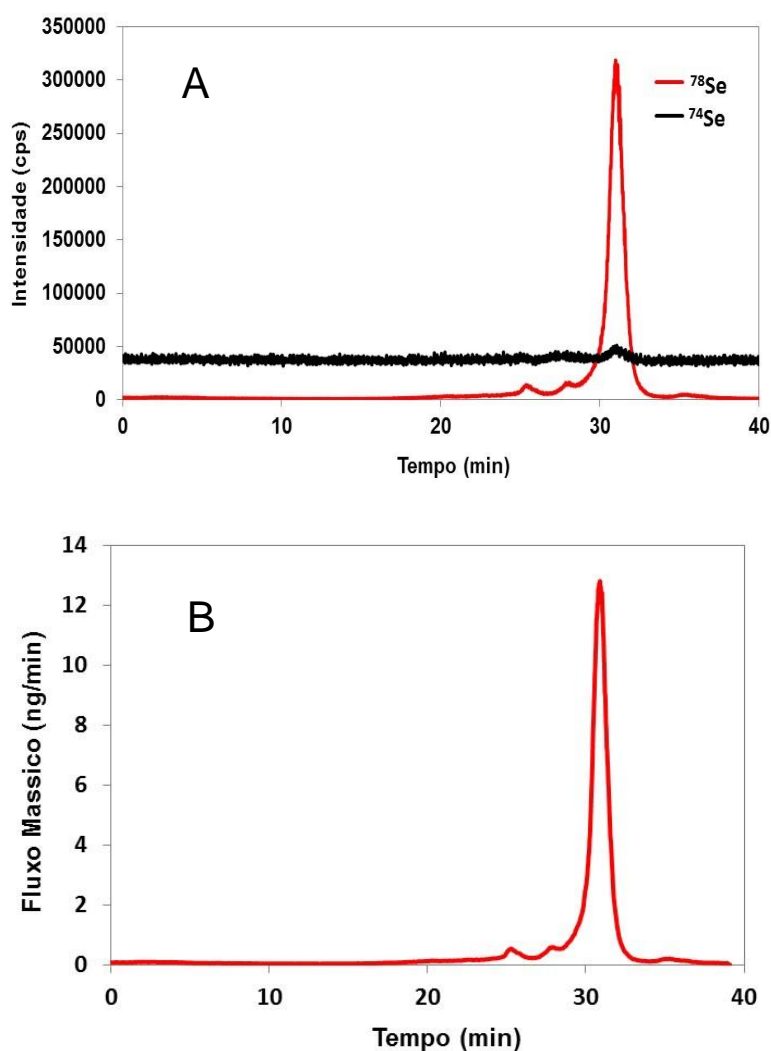 350000
A
300000
⁷⁸Se
⁷⁴Se
250000
200000
150000
100000
50000
0
Intensidade (cps)
0 10 20 30 40
Tempo (min)
14
B
12
10
8
6
4
2
0
Fluxo Massico (ng/min)
0 10 20 30 40
Tempo (min)